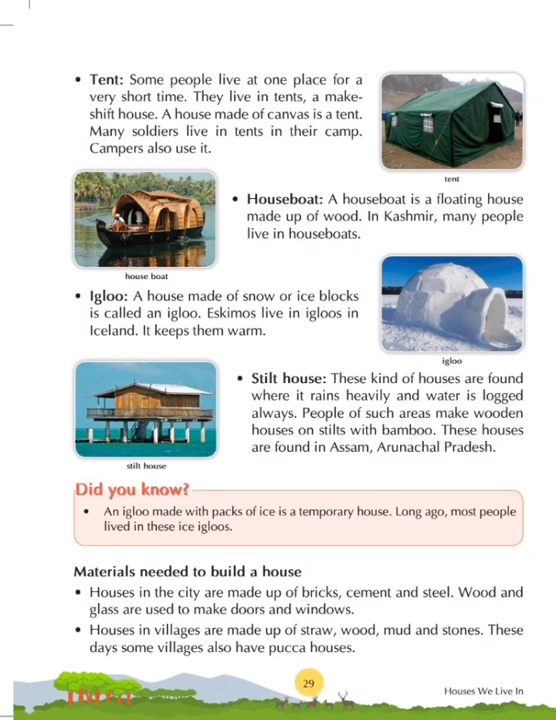 • Tent: Some people live at one place for a
very short time. They live in tents, a make-
shift house. A house made of canvas is a tent.
Many soldiers live in tents in their camp.
Campers also use it.
tent
• Houseboat: A houseboat is a floating house
made up of wood. In Kashmir, many people
live in houseboats.
house boat
• Igloo: A house made of snow or ice blocks
is called an igloo. Eskimos live in igloos in
Iceland. It keeps them warm.
igloo
• Stilt house: These kind of houses are found
where it rains heavily and water is logged
always. People of such areas make wooden
houses on stilts with bamboo. These houses
are found in Assam, Arunachal Pradesh.
stilt house
Did you know?
• An igloo made with packs of ice is a temporary house. Long ago, most people
lived in these ice igloos.
Materials needed to build a house
• Houses in the city are made up of bricks, cement and steel. Wood and
glass are used to make doors and windows.
• Houses in villages are made up of straw, wood, mud and stones. These
days some villages also have pucca houses.
29
Houses We Live In